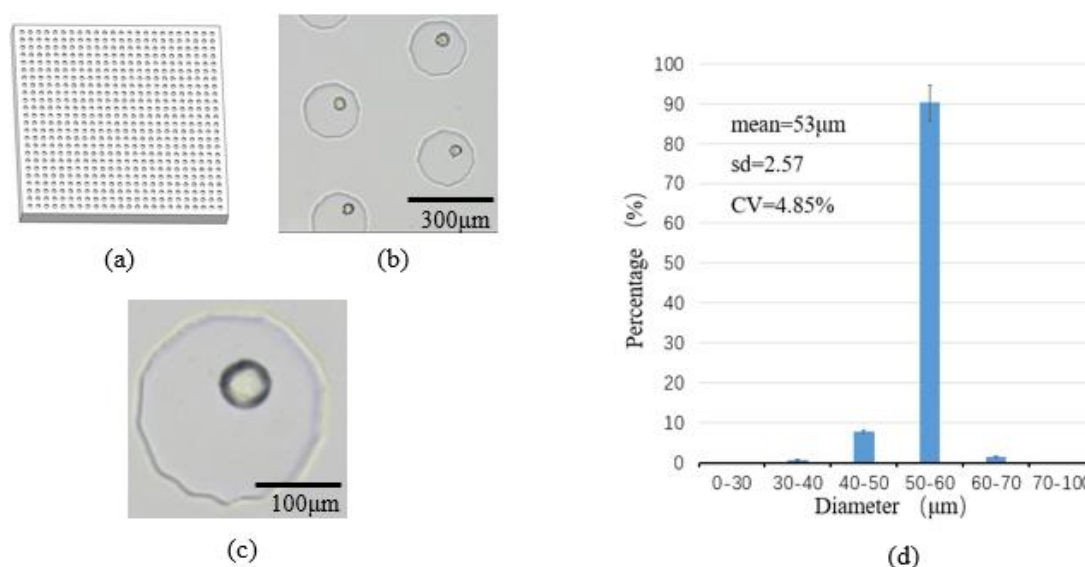 300μm
(a)
(b)
100μm
(c)
100
90
80
70
60
50
40
30
20
10
0
Percentage (%)
mean=53μm
sd=2.57
CV=4.85%
0-30 30-40 40-50 50-60 60-70 70-100
Diameter (μm)
(d)